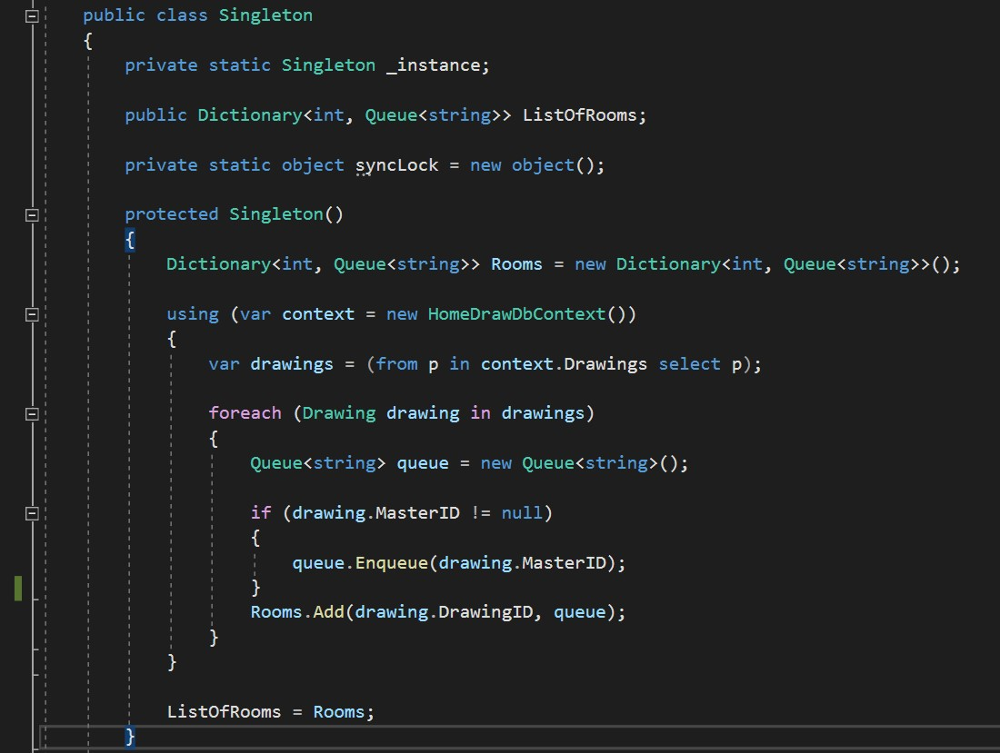 public class Singleton
{
private static Singleton _instance;
public Dictionary<int, Queue<string>> ListOfRooms;
private static object syncLock = new object();
protected Singleton()
{
Dictionary<int, Queue<string>> Rooms = new Dictionary<int, Queue<string>>();
using (var context = new HomeDrawDbContext())
{
var drawings = (from p in context.Drawings select p);
foreach (Drawing drawing in drawings)
{
Queue<string> queue = new Queue<string>();
if (drawing.MasterID != null)
{
queue.Enqueue(drawing.MasterID);
}
Rooms.Add(drawing.DrawingID, queue);
}
}
ListOfRooms = Rooms;
}